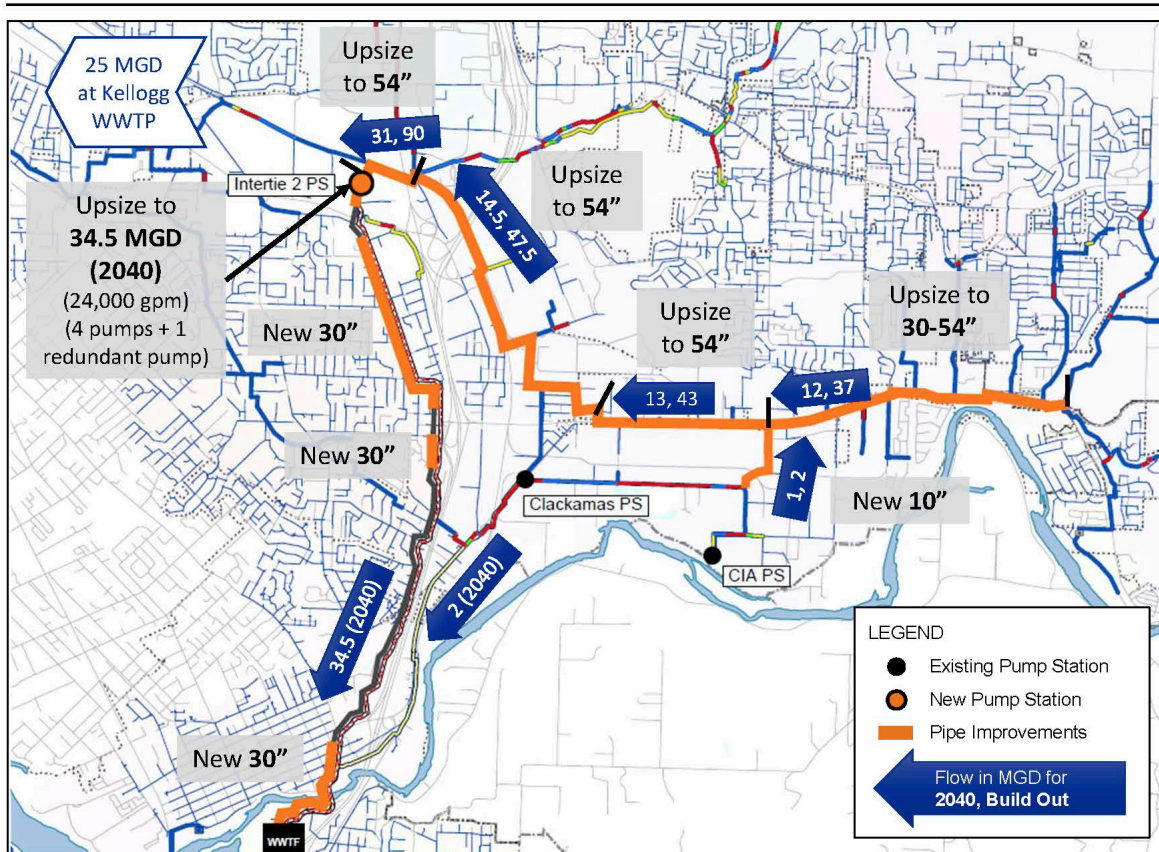 25 MGD
at Kellogg
WWTP
Upsize
to 54"
31, 90
Intertie 2 PS
Upsize to
34.5 MGD
(2040)
(24,000 gpm)
(4 pumps + 1
redundant pump)
14.5, 47.5
Upsize
to 54"
New 30"
Upsize
to 54"
Upsize to
30-54"
13, 43
12, 37
New 30"
Clackamas PS
1, 2
New 10"
CIA PS
2 (2040)
34.5 (2040)
New 30"
WWTF
LEGEND
Existing Pump Station
New Pump Station
Pipe Improvements
Flow in MGD for
2040, Build Out